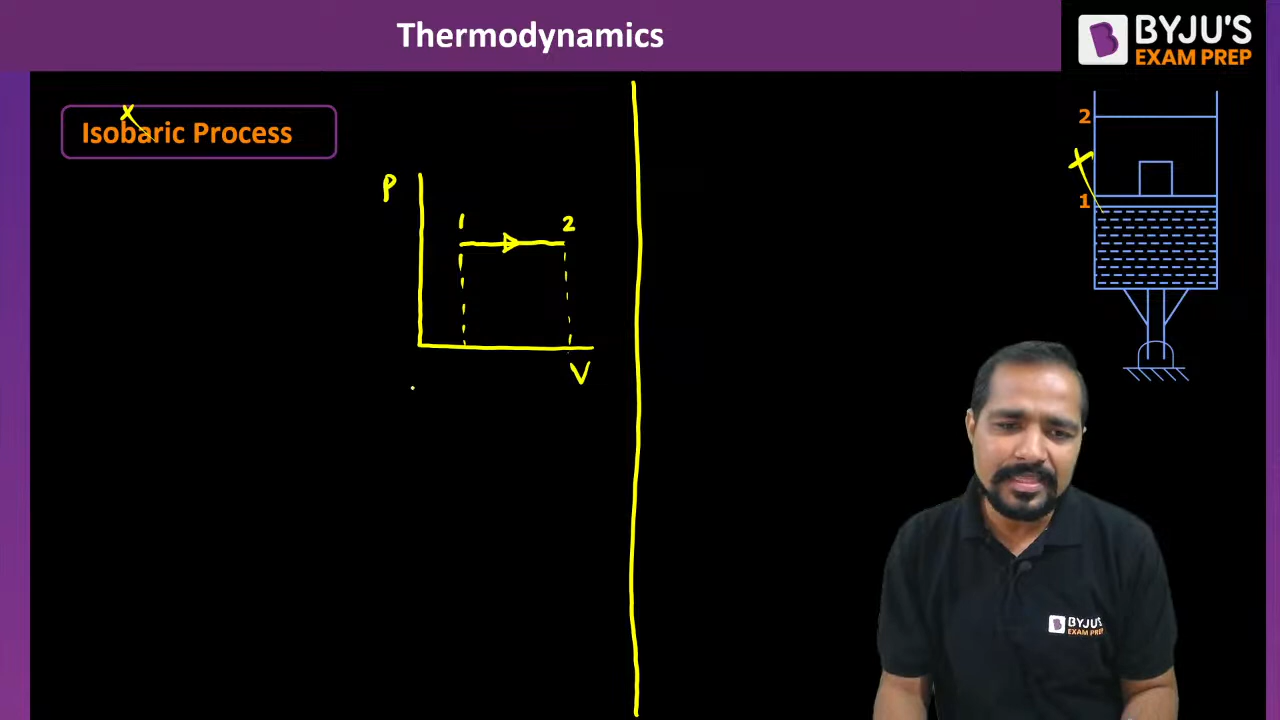 Thermodynamics
BYJU'S
EXAM PREP
Isobaric Process
x
P
1
2
V
2
x
1
BYJU'S
EXAM PREP